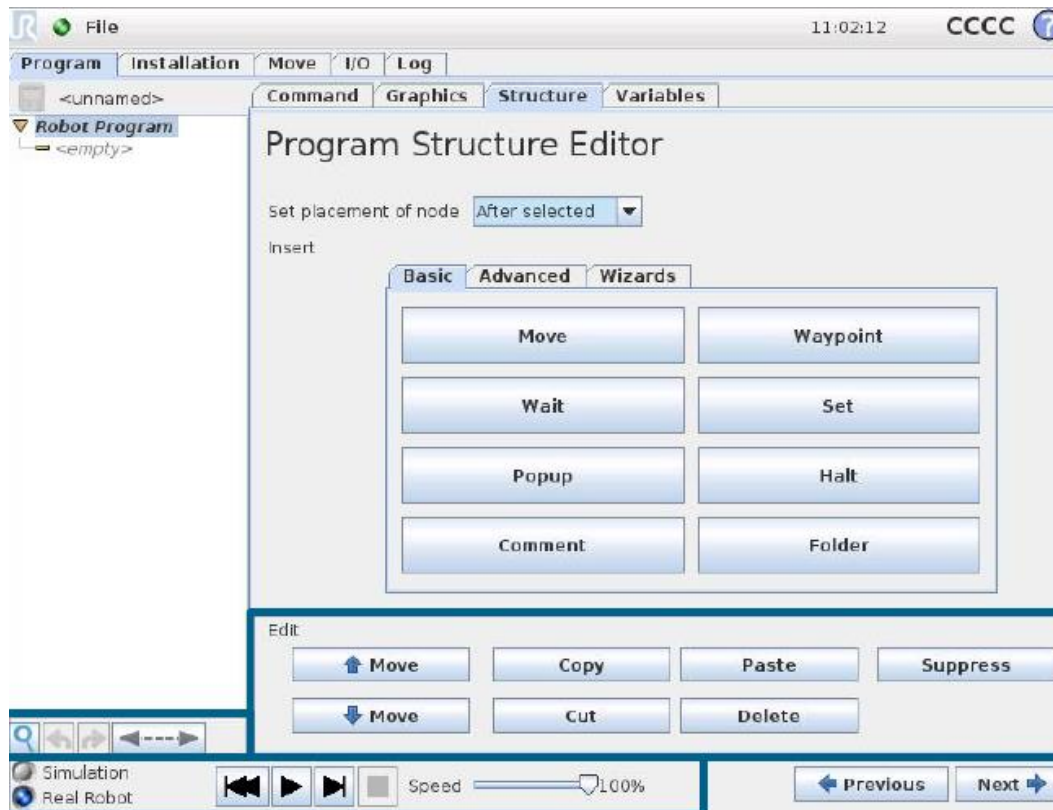 UR File 11:02:12 CCCC ?
Program Installation Move I/O Log
<unnamed> Command Graphics Structure Variables
Robot Program
<empty>
Program Structure Editor
Set placement of node After selected
Insert
Basic Advanced Wizards
Move Waypoint
Wait Set
Popup Halt
Comment Folder
Edit
Move Copy Paste Suppress
Move Cut Delete
Simulation
Real Robot
Speed 100%
Previous Next